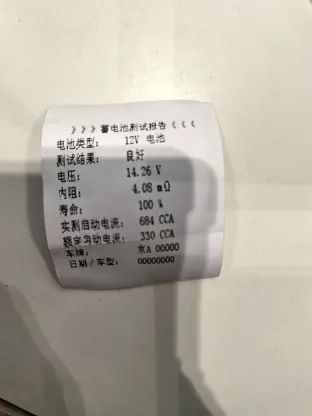 》》》蓄电池测试报告《《《
电池类型： 12V 电池
测试结果： 良好
电压： 14.26 V
内阻： 4.08 mΩ
寿命： 100 %
实测启动电流： 684 CCA
额定启动电流： 330 CCA
车牌： 京A 00000
日期/车型： 00000000